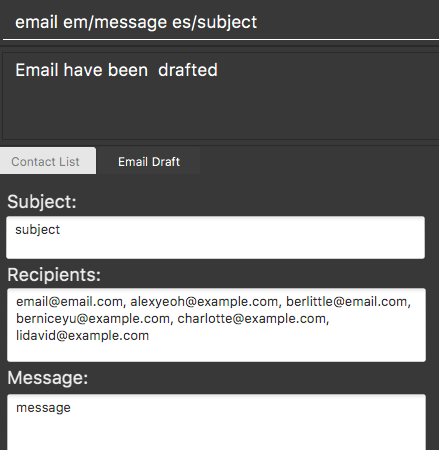 email em/message es/subject
Email have been  drafted
Contact List
Email Draft
Subject:
subject
Recipients:
email@email.com, alexyeoh@example.com, berlittle@email.com,
berniceyu@example.com, charlotte@example.com,
lidavid@example.com
Message:
message